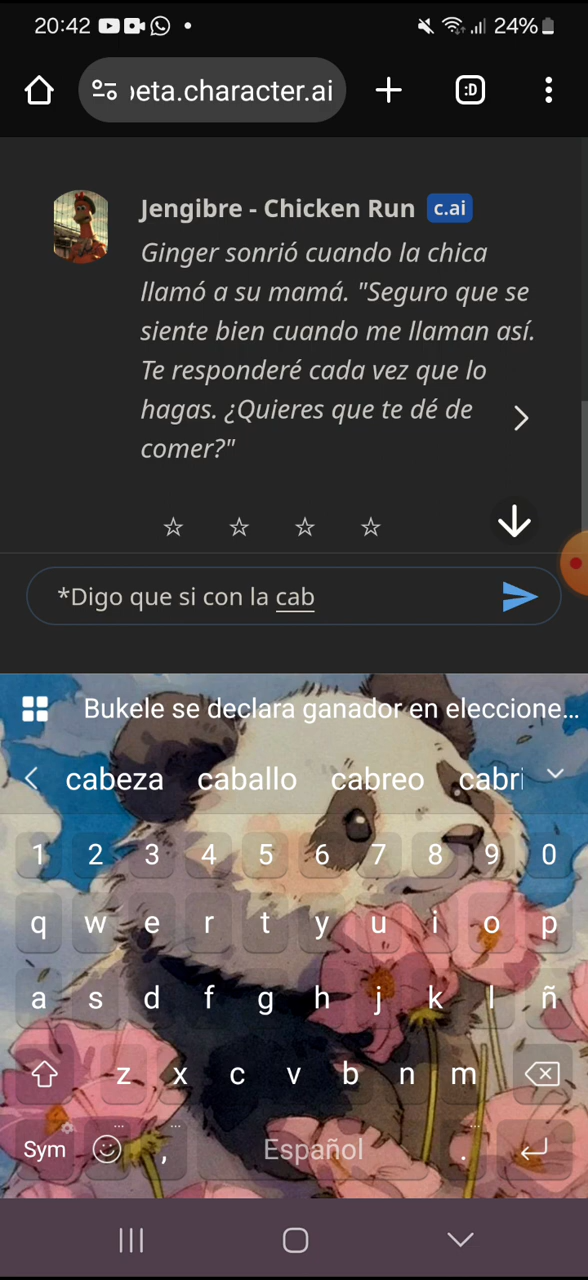 20:42
24%
beta.character.ai
:D
Jengibre - Chicken Run c.ai
Ginger sonrió cuando la chica
llamó a su mamá. "Seguro que se
siente bien cuando me llaman así.
Te responderé cada vez que lo
hagas. ¿Quieres que te dé de
comer?"
*Digo que si con la cab
Bukele se declara ganador en eleccione...
cabeza caballo cabreo cabri
1 2 3 4 5 6 7 8 9 0
q w e r t y u i o p
a s d f g h j k l ñ
z x c v b n m
Sym , Español .